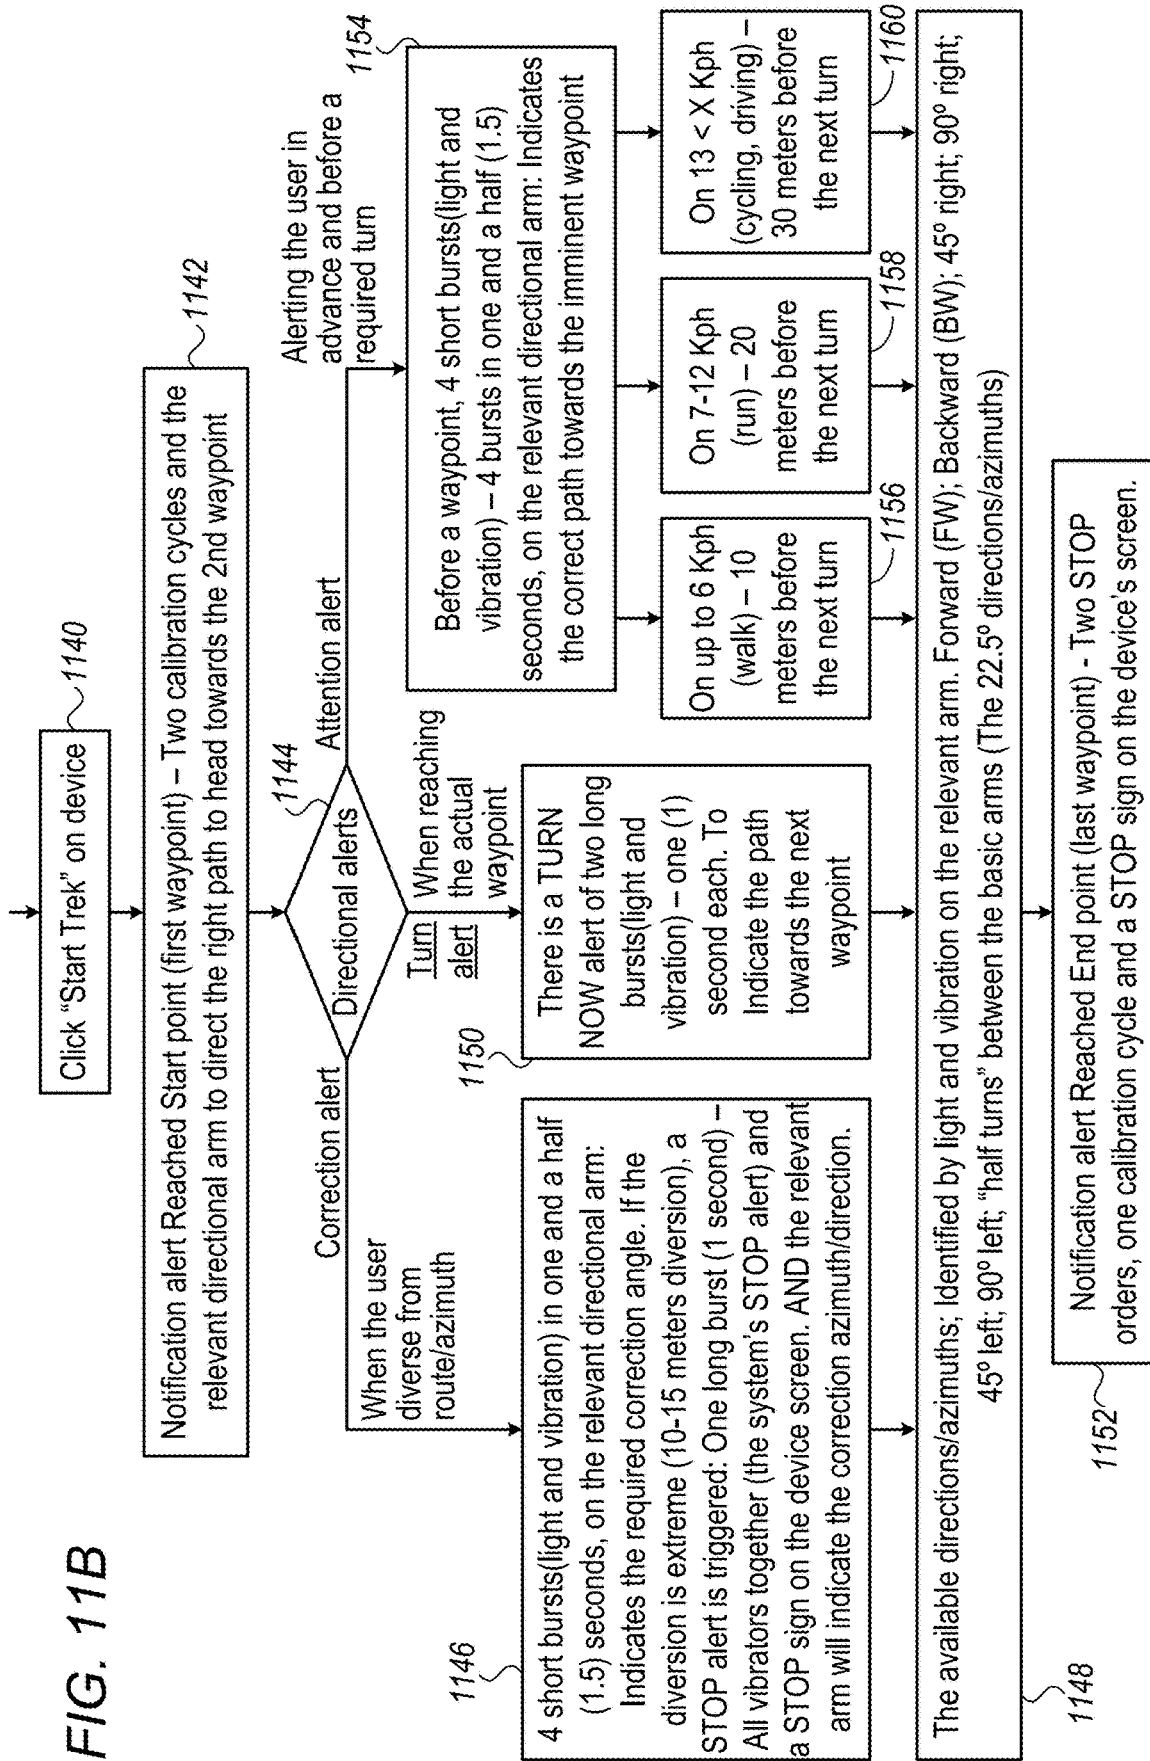 FIG. 11B
Click “Start Trek” on device
1140
Notification alert Reached Start point (first waypoint) – Two calibration cycles and the
relevant directional arm to direct the right path to head towards the 2nd waypoint
1142
Directional alerts
1144
Correction alert
When the user
diverse from
route/azimuth
Turn
alert
When reaching
the actual
waypoint
Attention alert
Alerting the user in
advance and before a
required turn
1146
4 short bursts(light and vibration) in one and a half
(1.5) seconds, on the relevant directional arm:
Indicates the required correction angle. If the
diversion is extreme (10-15 meters diversion), a
STOP alert is triggered: One long burst (1 second) –
All vibrators together (the system’s STOP alert) and
a STOP sign on the device screen. AND the relevant
arm will indicate the correction azimuth/direction.
1150
There is a TURN
NOW alert of two long
bursts(light and
vibration) – one (1)
second each. To
Indicate the path
towards the next
waypoint
1154
Before a waypoint, 4 short bursts(light and
vibration) – 4 bursts in one and a half (1.5)
seconds, on the relevant directional arm: Indicates
the correct path towards the imminent waypoint
On up to 6 Kph
(walk) – 10
meters before
the next turn
1156
On 7-12 Kph
(run) – 20
meters before
the next turn
1158
On 13 < X Kph
(cycling, driving) –
30 meters before
the next turn
1160
The available directions/azimuths; Identified by light and vibration on the relevant arm. Forward (FW); Backward (BW); 45º right; 90º right;
45º left; 90º left; “half turns” between the basic arms (The 22.5º directions/azimuths)
1148
Notification alert Reached End point (last waypoint) - Two STOP
orders, one calibration cycle and a STOP sign on the device’s screen.
1152